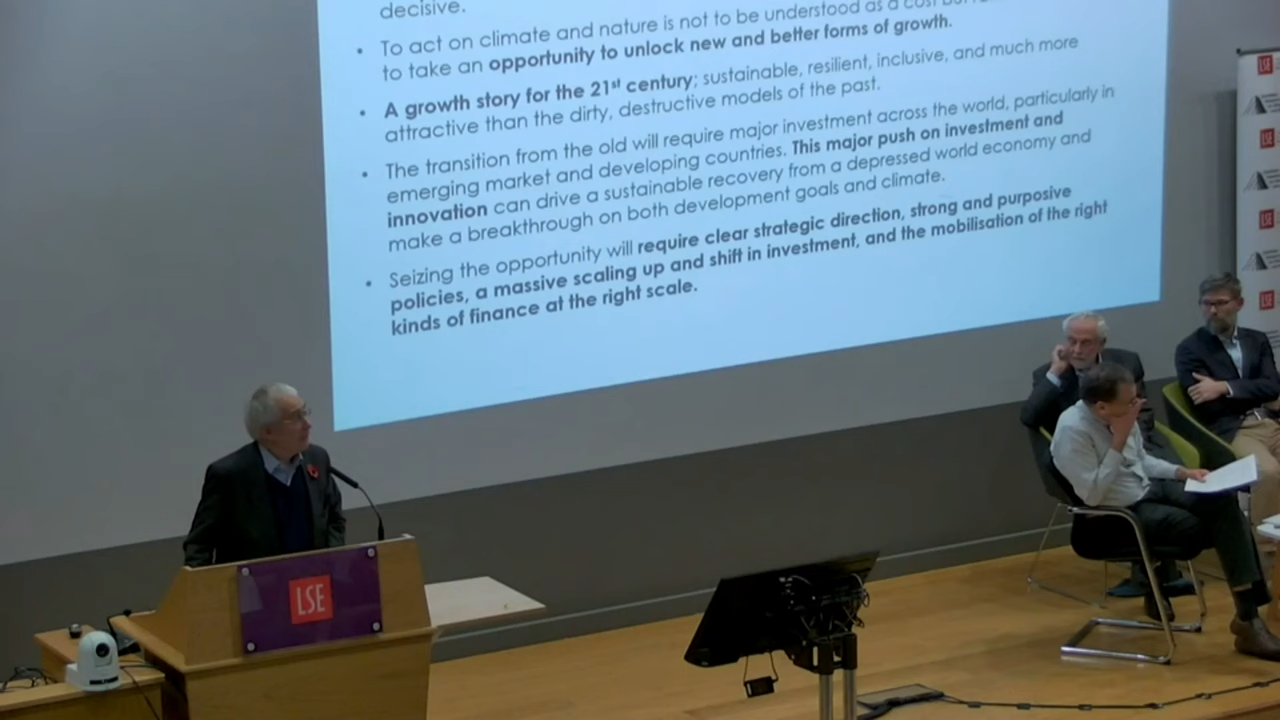 decisive.
• To act on climate and nature is not to be understood as a cost but
to take an opportunity to unlock new and better forms of growth.
• A growth story for the 21st century; sustainable, resilient, inclusive, and much more
attractive than the dirty, destructive models of the past.
• The transition from the old will require major investment across the world, particularly in
emerging market and developing countries. This major push on investment and
innovation can drive a sustainable recovery from a depressed world economy and
make a breakthrough on both development goals and climate.
• Seizing the opportunity will require clear strategic direction, strong and purposive
policies, a massive scaling up and shift in investment, and the mobilisation of the right
kinds of finance at the right scale.
LSE
LSE
LSE
LSE
LSE